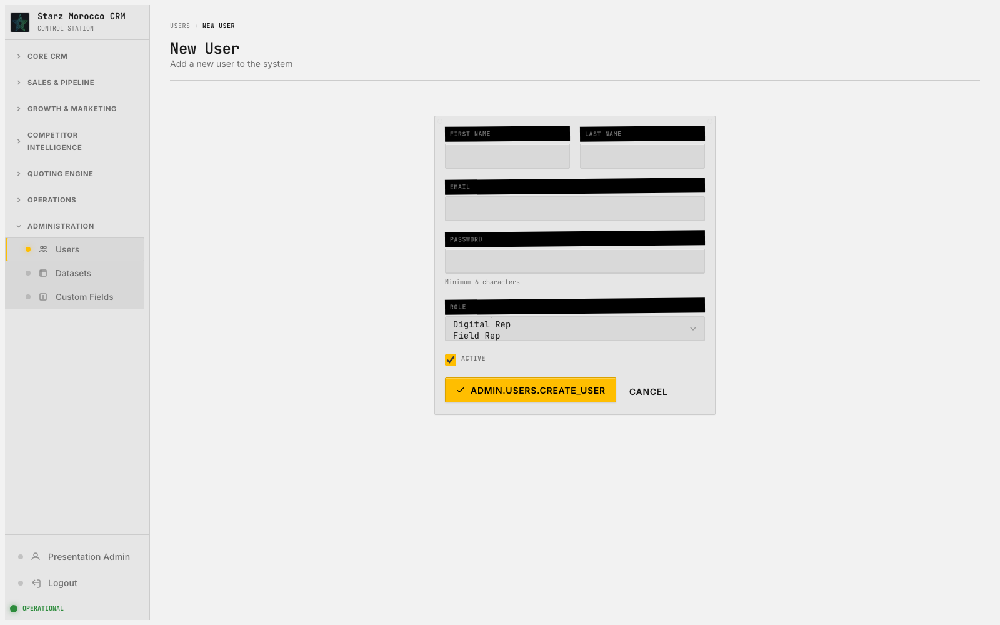 Starz Morocco CRM
CONTROL STATION
CORE CRM
SALES & PIPELINE
GROWTH & MARKETING
COMPETITOR
INTELLIGENCE
QUOTING ENGINE
OPERATIONS
ADMINISTRATION
Users
Datasets
Custom Fields
Presentation Admin
Logout
OPERATIONAL
USERS / NEW USER
New User
Add a new user to the system
FIRST NAME
LAST NAME
EMAIL
PASSWORD
Minimum 6 characters
ROLE
Digital Rep
Field Rep
ACTIVE
ADMIN.USERS.CREATE_USER
CANCEL